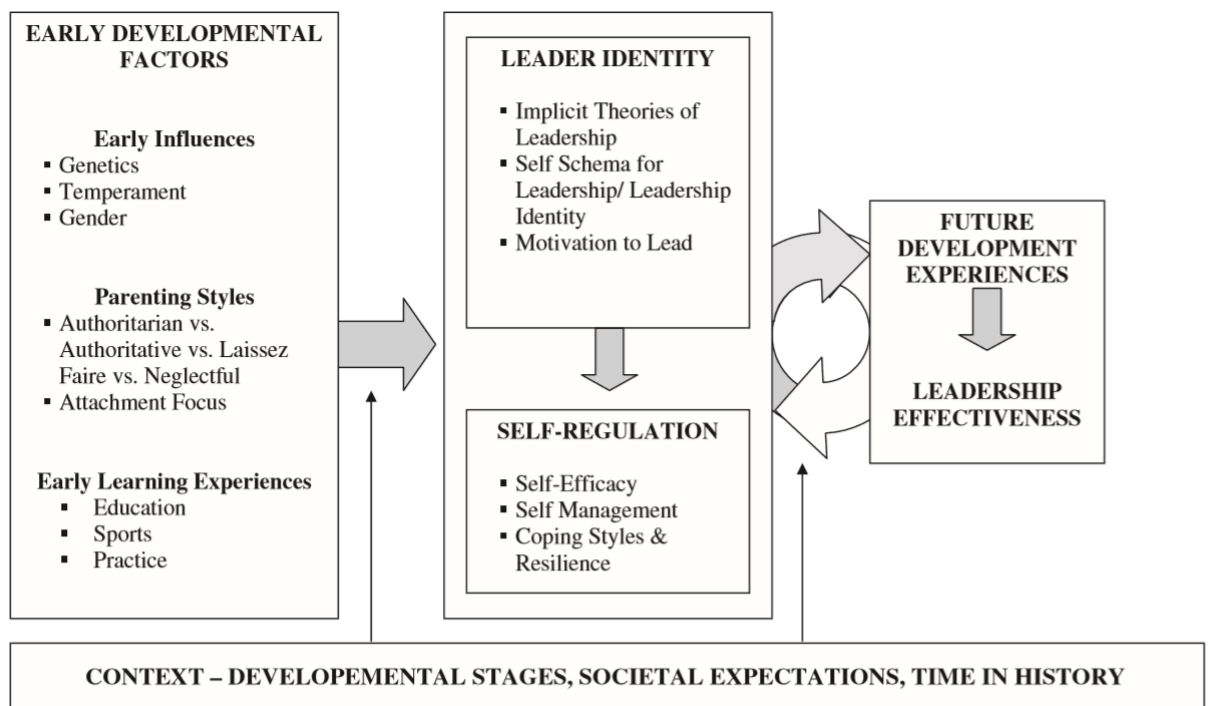 EARLY DEVELOPMENTAL
FACTORS
Early Influences
▪ Genetics
▪ Temperament
▪ Gender
Parenting Styles
▪ Authoritarian vs.
Authoritative vs. Laissez
Faire vs. Neglectful
▪ Attachment Focus
Early Learning Experiences
▪ Education
▪ Sports
▪ Practice
LEADER IDENTITY
▪ Implicit Theories of
Leadership
▪ Self Schema for
Leadership/ Leadership
Identity
▪ Motivation to Lead
SELF-REGULATION
▪ Self-Efficacy
▪ Self Management
▪ Coping Styles &
Resilience
FUTURE
DEVELOPMENT
EXPERIENCES
LEADERSHIP
EFFECTIVENESS
CONTEXT – DEVELOPEMENTAL STAGES, SOCIETAL EXPECTATIONS, TIME IN HISTORY